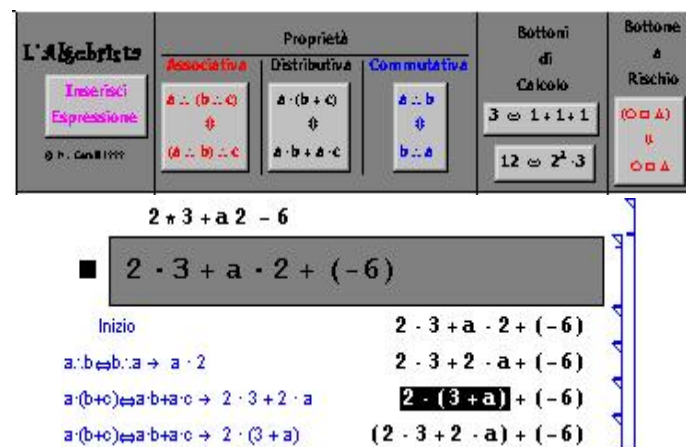 L'Algebrista
Inserisci
Espressione
Proprietà
Associativa
a ∴ (b ∴ c)
⇕
(a ∴ b) ∴ c
Distributiva
a·(b + c)
⇕
a·b + a·c
Commutativa
a ∴ b
⇕
b ∴ a
Bottoni
di
Calcolo
3 ⇔ 1+1+1
12 ⇔ 2²·3
Bottone
a
Rischio
(○ □ △)
⇓
○ □ △
2 * 3 + a 2 - 6
2 · 3 + a · 2 + (-6)
Inizio 2 · 3 + a · 2 + (-6)
a∴b⇔b∴a → a · 2 2 · 3 + 2 · a + (-6)
a·(b+c)⇔a·b+a·c → 2 · 3 + 2 · a 2 · (3 + a) + (-6)
a·(b+c)⇔a·b+a·c → 2 · (3 + a) (2 · 3 + 2 · a) + (-6)